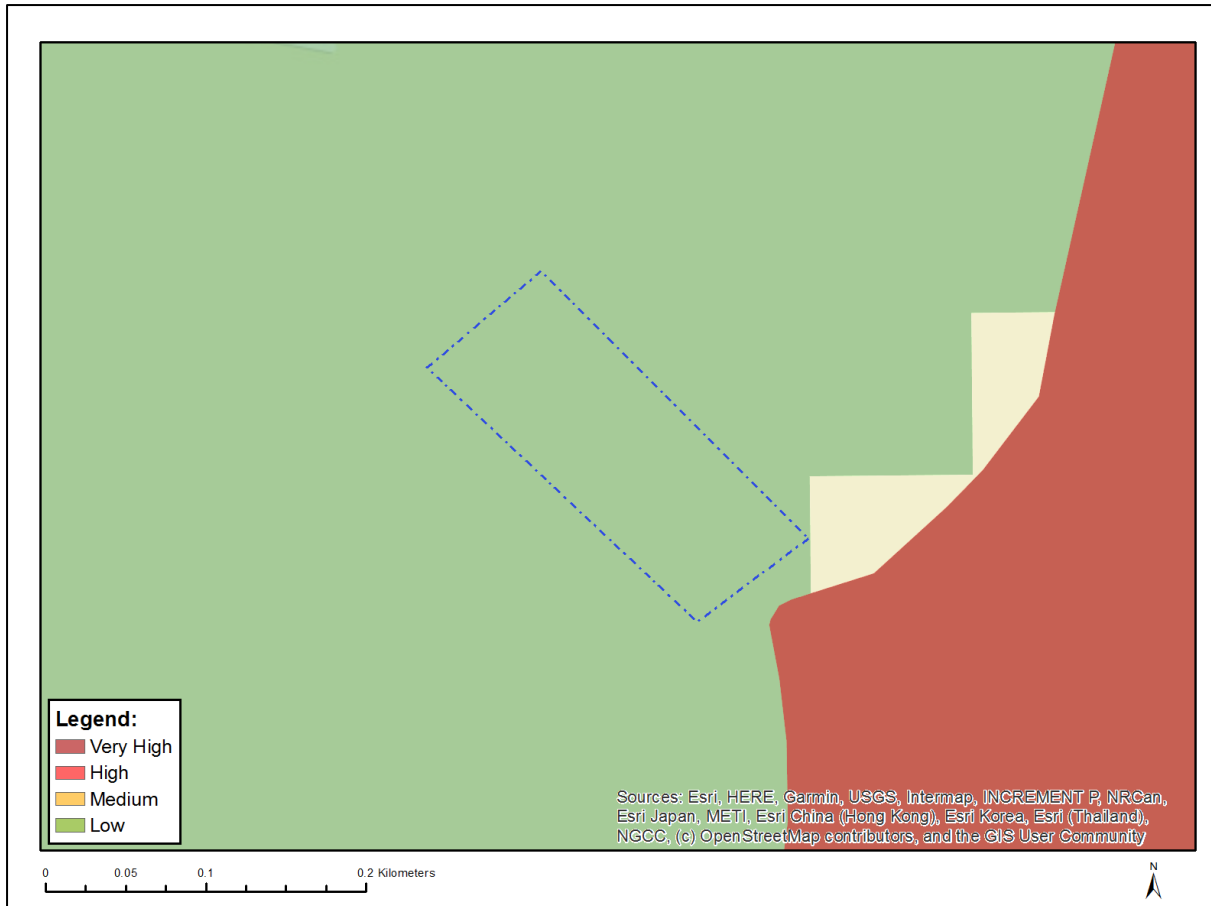 Legend:
Very High
High
Medium
Low
Sources: Esri, HERE, Garmin, USGS, Intermap, INCREMENT P, NRCan,
Esri Japan, METI, Esri China (Hong Kong), Esri Korea, Esri (Thailand),
NGCC, (c) OpenStreetMap contributors, and the GIS User Community
0 0.05 0.1 0.2 Kilometers
N